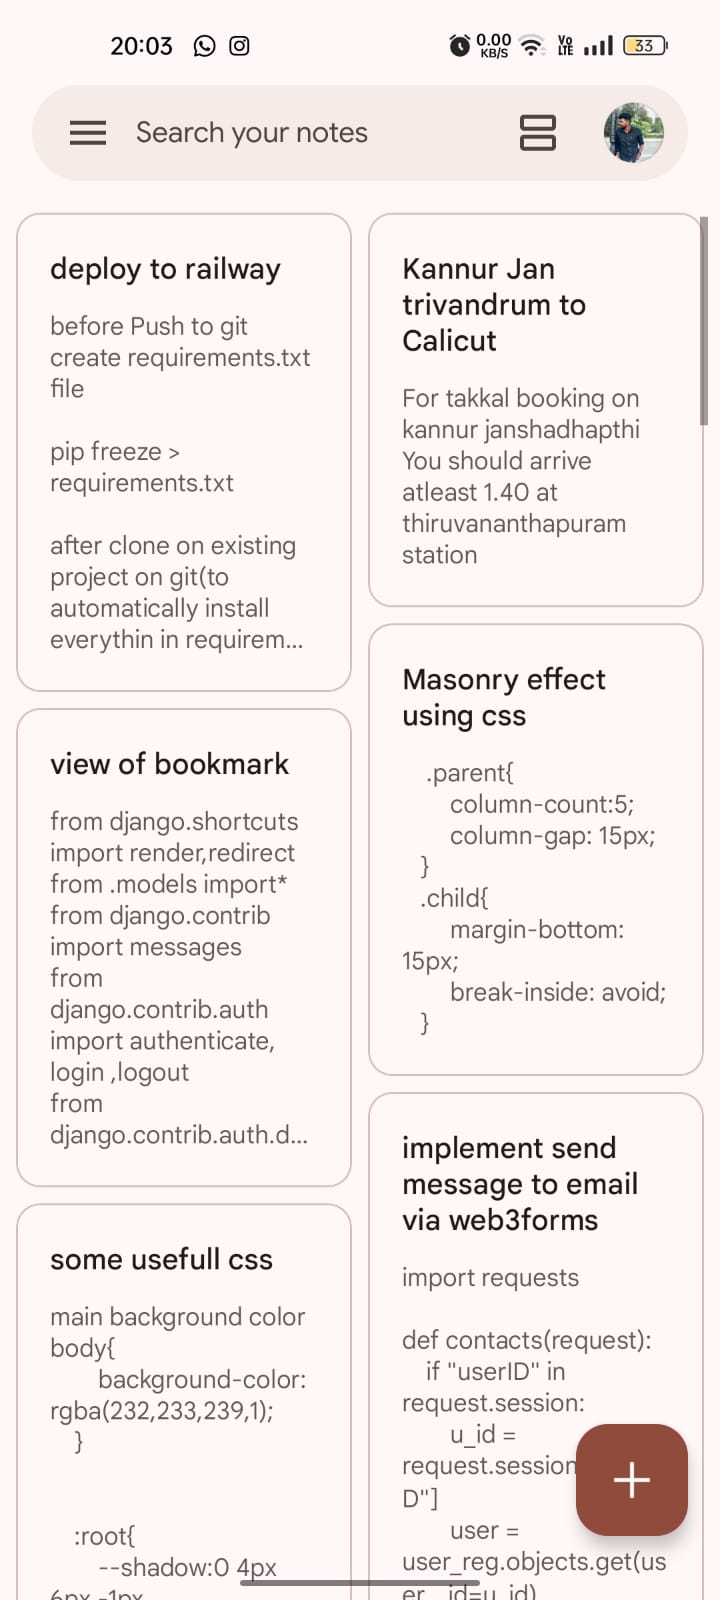 20:03
0.00
KB/S
Vo
LTE
33
Search your notes
deploy to railway
before Push to git
create requirements.txt
file
pip freeze >
requirements.txt
after clone on existing
project on git(to
automatically install
everythin in requirem...
view of bookmark
from django.shortcuts
import render,redirect
from .models import*
from django.contrib
import messages
from
django.contrib.auth
import authenticate,
login ,logout
from
django.contrib.auth.d...
some usefull css
main background color
body{
background-color:
rgba(232,233,239,1);
}
:root{
--shadow:0 4px
6px -1px
Kannur Jan
trivandrum to
Calicut
For takkal booking on
kannur janshadhapthi
You should arrive
atleast 1.40 at
thiruvananthapuram
station
Masonry effect
using css
.parent{
column-count:5;
column-gap: 15px;
}
.child{
margin-bottom:
15px;
break-inside: avoid;
}
implement send
message to email
via web3forms
import requests
def contacts(request):
if "userID" in
request.session:
u_id =
request.session
D"]
user =
user_reg.objects.get(us
er_id=u_id)